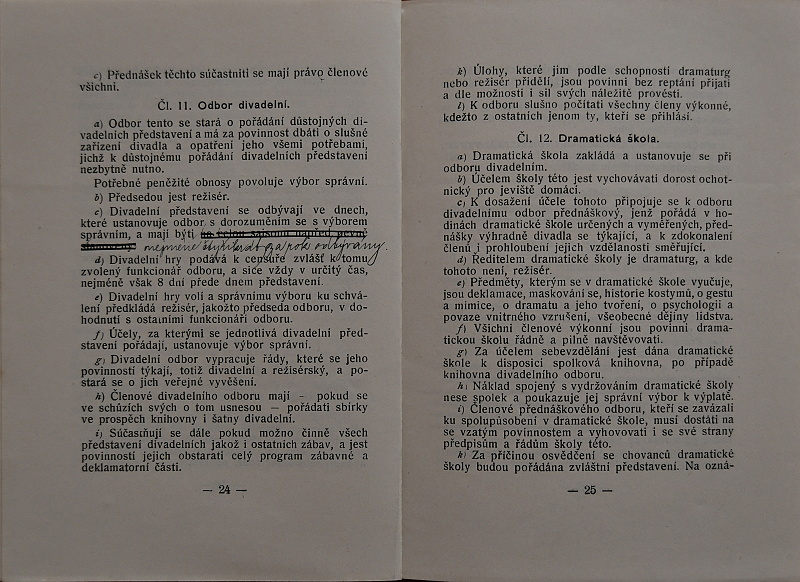 c) Přednášek těchto súčastniti se mají právo členové
všichni.
Čl. 11. Odbor divadelní.
a) Odbor tento se stará o pořádání důstojných di-
vadelních představení a má za povinnost dbáti o slušné
zařízení divadla a opatření jeho všemi potřebami,
jichž k důstojnému pořádání divadelních představení
nezbytně nutno.
Potřebné peněžité obnosy povoluje výbor správní.
b) Předsedou jest režisér.
c) Divadelní představení se odbývají ve dnech,
které ustanovuje odbor s dorozuměním se s výborem
správním, a mají býti
nejméně čtyřikrát za rok
d) Divadelní hry podává k cepsuře zvlášť k tomu
zvolený funkcionář odboru, a sice vždy v určitý čas,
nejméně však 8 dní přede dnem představení.
e) Divadelní hry volí a správnímu výboru ku schvá-
lení předkládá režisér, jakožto předseda odboru, v do-
hodnutí s ostatními funkcionáři odboru.
f) Účely, za kterými se jednotlivá divadelní před-
stavení pořádají, ustanovuje výbor správní.
g) Divadelní odbor vypracuje řády, které se jeho
povinností týkají, totiž divadelní a režisérský, a po-
stará se o jich veřejné vyvěšení.
h) Členové divadelního odboru mají - pokud se
ve schůzích svých o tom usnesou — pořádati sbírky
ve prospěch knihovny i šatny divadelní.
i) Súčastňují se dále pokud možno činně všech
představení divadelních jakož i ostatních zábav, a jest
povinností jejich obstarati celý program zábavné a
deklamatorní části.
— 24 —
k) Úlohy, které jim podle schopností dramaturg
nebo režisér přidělí, jsou povinni bez reptání přijati
a dle možnosti i sil svých náležitě provésti.
l) K odboru slušno počítati všechny členy výkonné,
kdežto z ostatních jenom ty, kteří se přihlásí.
Čl. 12. Dramatická škola.
a) Dramatická škola zakládá a ustanovuje se při
odboru divadelním.
b) Účelem školy této jest vychovávati dorost ochot-
nický pro jeviště domácí.
c) K dosažení účele tohoto připojuje se k odboru
divadelnímu odbor přednáškový, jenž pořádá v ho-
dinách dramatické škole určených a vyměřených, před-
nášky výhradně divadla se týkající, a k zdokonalení
členů i prohloubení jejich vzdělanosti směřující.
d) Ředitelem dramatické školy je dramaturg, a kde
tohoto není, režisér.
e) Předměty, kterým se v dramatické škole vyučuje,
jsou deklamace, maskování se, historie kostymů, o gestu
a mimice, o dramatu a jeho tvoření, o psychologii a
povaze vnitřního vzrušení, všeobecné dějiny lidstva.
f) Všichni členové výkonní jsou povinni drama-
tickou školu řádně a pilně navštěvovati.
g) Za účelem sebevzdělání jest dána dramatické
škole k disposici spolková knihovna, po případě
knihovna divadelního odboru.
h) Náklad spojený s vydržováním dramatické školy
nese spolek a poukazuje jej správní výbor k výplatě.
i) Členové přednáškového odboru, kteří se zavázali
ku spolupůsobení v dramatické škole, musí dostáti na
se vzatým povinnostem a vyhovovati i se své strany
předpisům a řádům školy této.
k) Za příčinou osvědčení se chovanců dramatické
školy budou pořádána zvláštní představení. Na ozná-
— 25 —